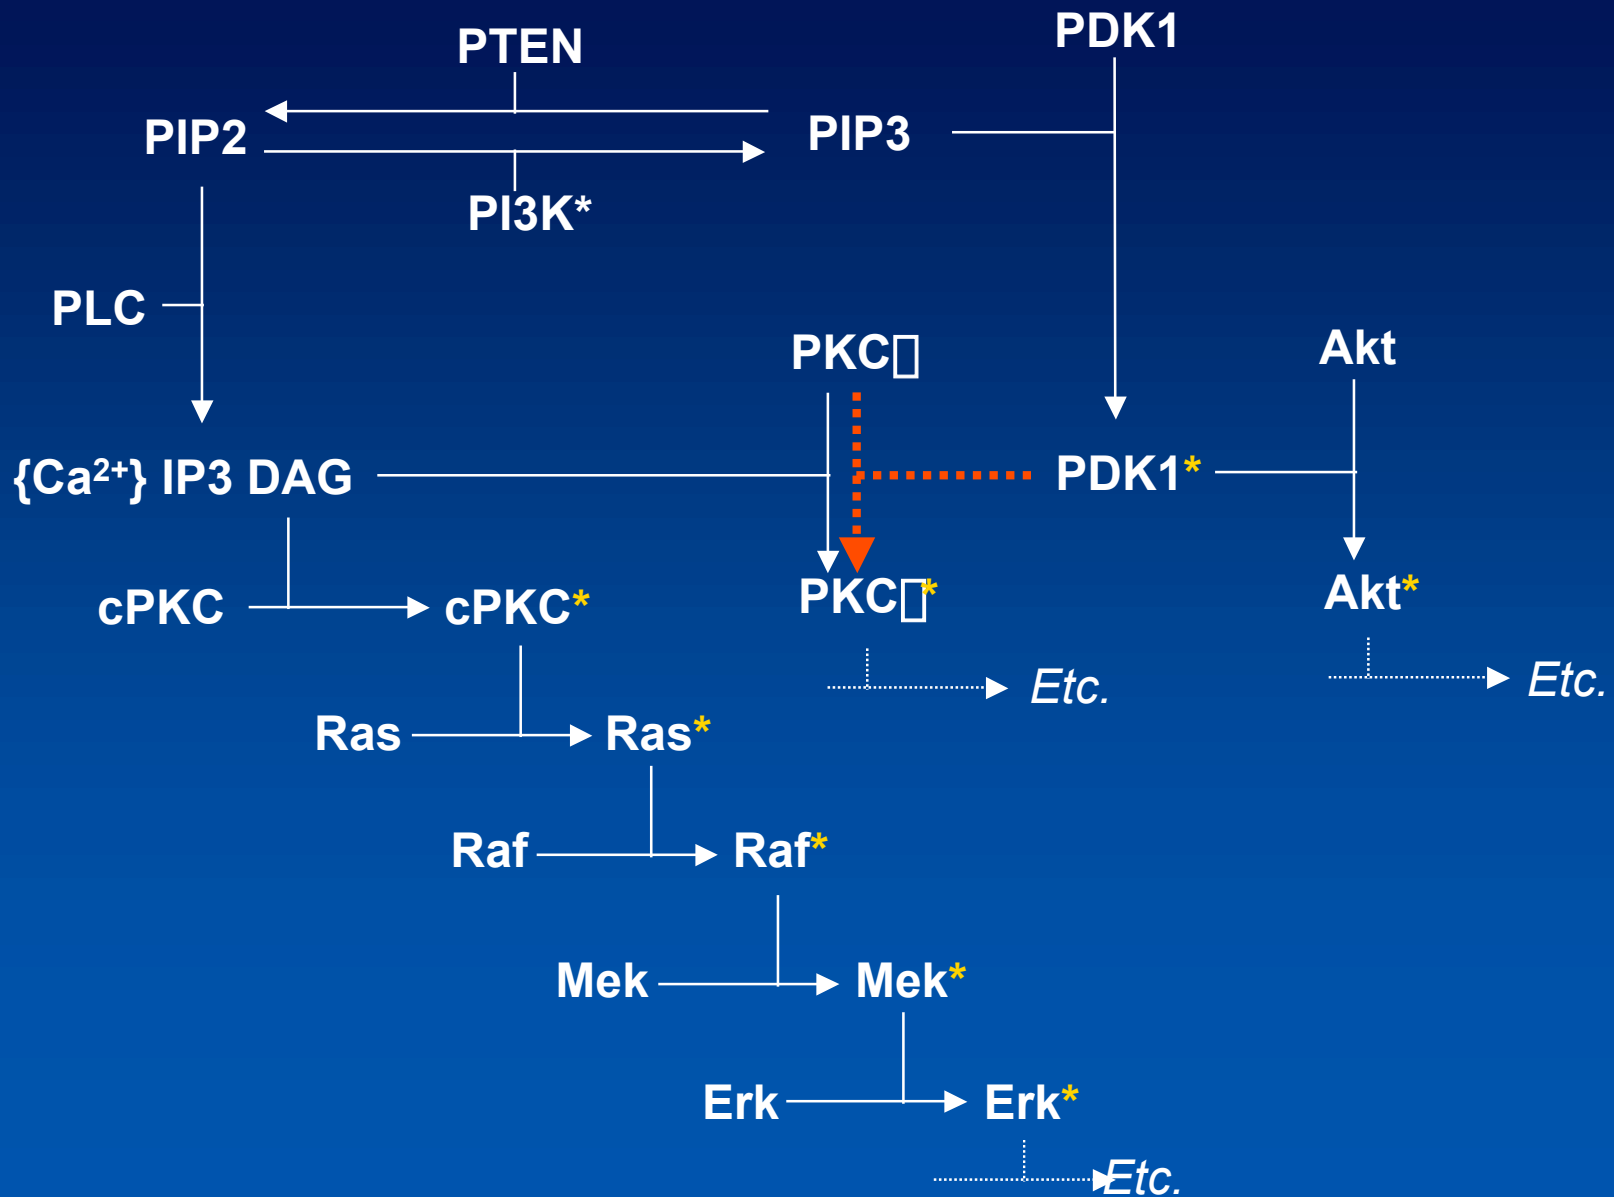 PDK1
PTEN
PIP2
PIP3
PI3K*
PLC
PKC▯
Akt
{Ca²⁺} IP3 DAG
PDK1*
cPKC
cPKC*
PKC▯*
Akt*
Etc.
Etc.
Ras
Ras*
Raf
Raf*
Mek
Mek*
Erk
Erk*
Etc.